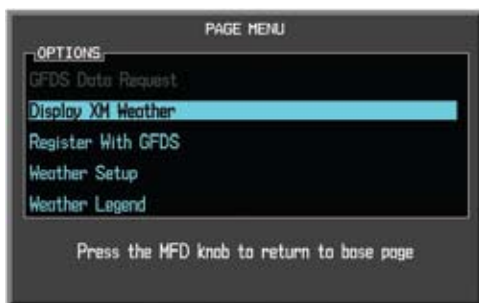 PAGE MENU
OPTIONS
GFDS Data Request
Display XM Weather
Register With GFDS
Weather Setup
Weather Legend
Press the MFD knob to return to base page